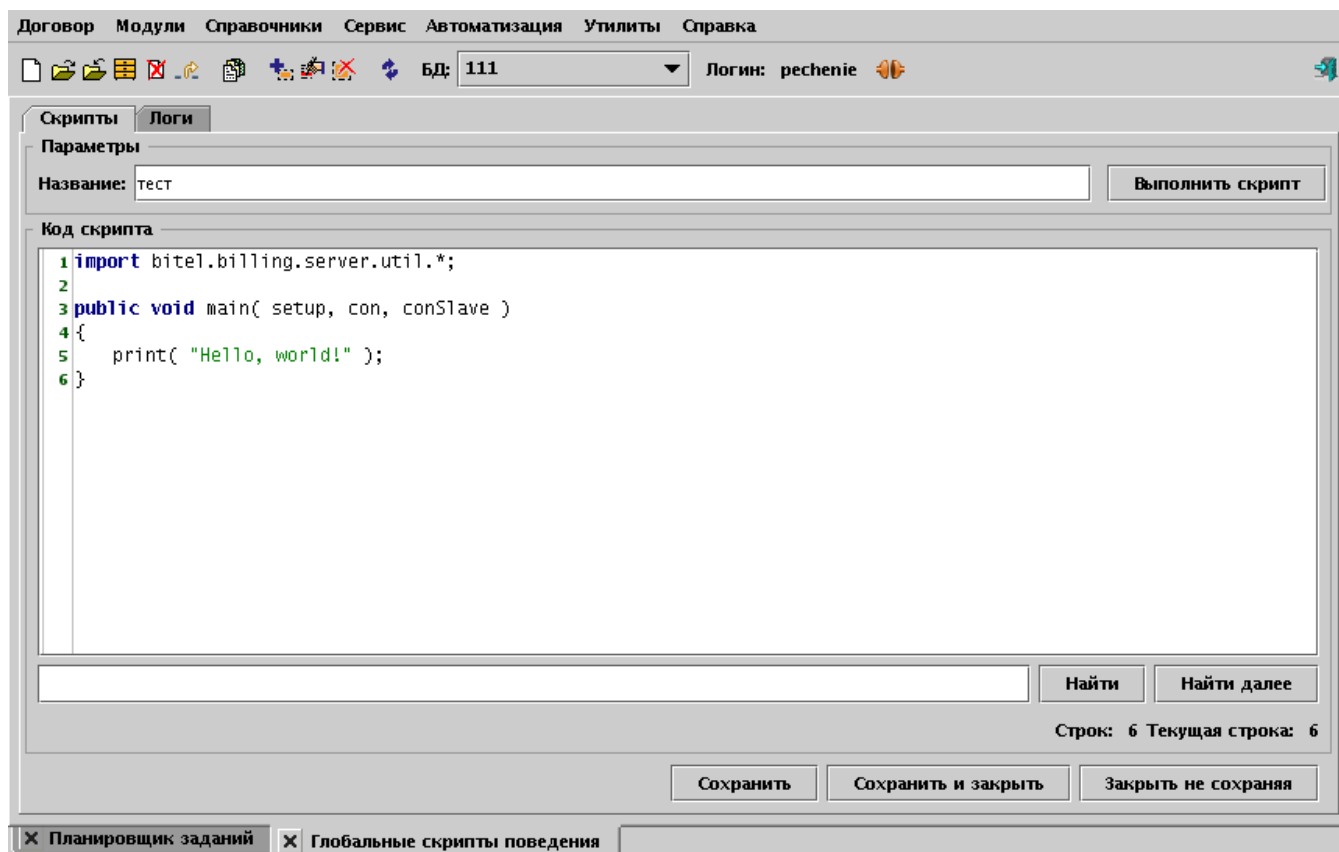 Договор Модули Справочники Сервис Автоматизация Утилиты Справка
БД: 111 Логин: pechenie
Скрипты Логи
Параметры
Название: тест Выполнить скрипт
Код скрипта
1 import bitel.billing.server.util.*;
2
3 public void main( setup, con, conSlave )
4 {
5 print( "Hello, world!" );
6 }
Найти Найти далее
Строк: 6 Текущая строка: 6
Сохранить Сохранить и закрыть Закрыть не сохраняя
Планировщик заданий Глобальные скрипты поведения